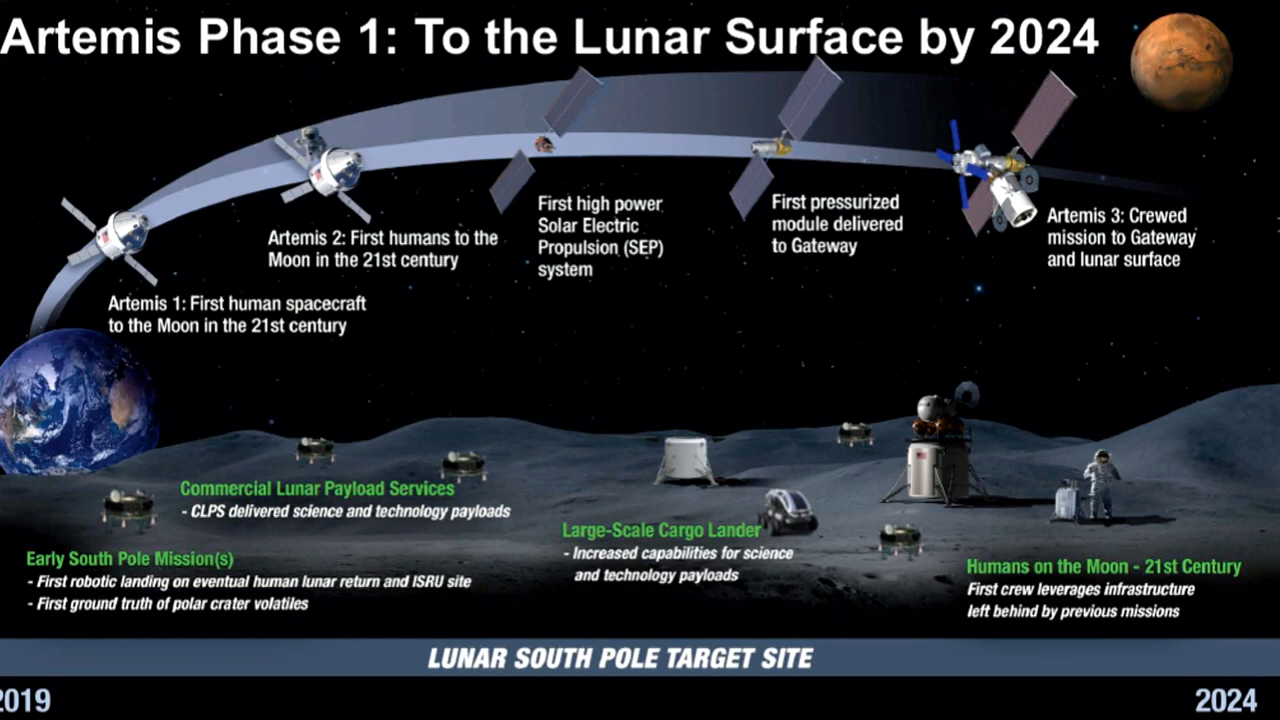 Artemis Phase 1: To the Lunar Surface by 2024
Artemis 1: First human spacecraft
to the Moon in the 21st century
Artemis 2: First humans to the
Moon in the 21st century
First high power
Solar Electric
Propulsion (SEP)
system
First pressurized
module delivered
to Gateway
Artemis 3: Crewed
mission to Gateway
and lunar surface
Early South Pole Mission(s)
- First robotic landing on eventual human lunar return and ISRU site
- First ground truth of polar crater volatiles
Commercial Lunar Payload Services
- CLPS delivered science and technology payloads
Large-Scale Cargo Lander
- Increased capabilities for science
and technology payloads
Humans on the Moon - 21st Century
First crew leverages infrastructure
left behind by previous missions
LUNAR SOUTH POLE TARGET SITE
2019
2024